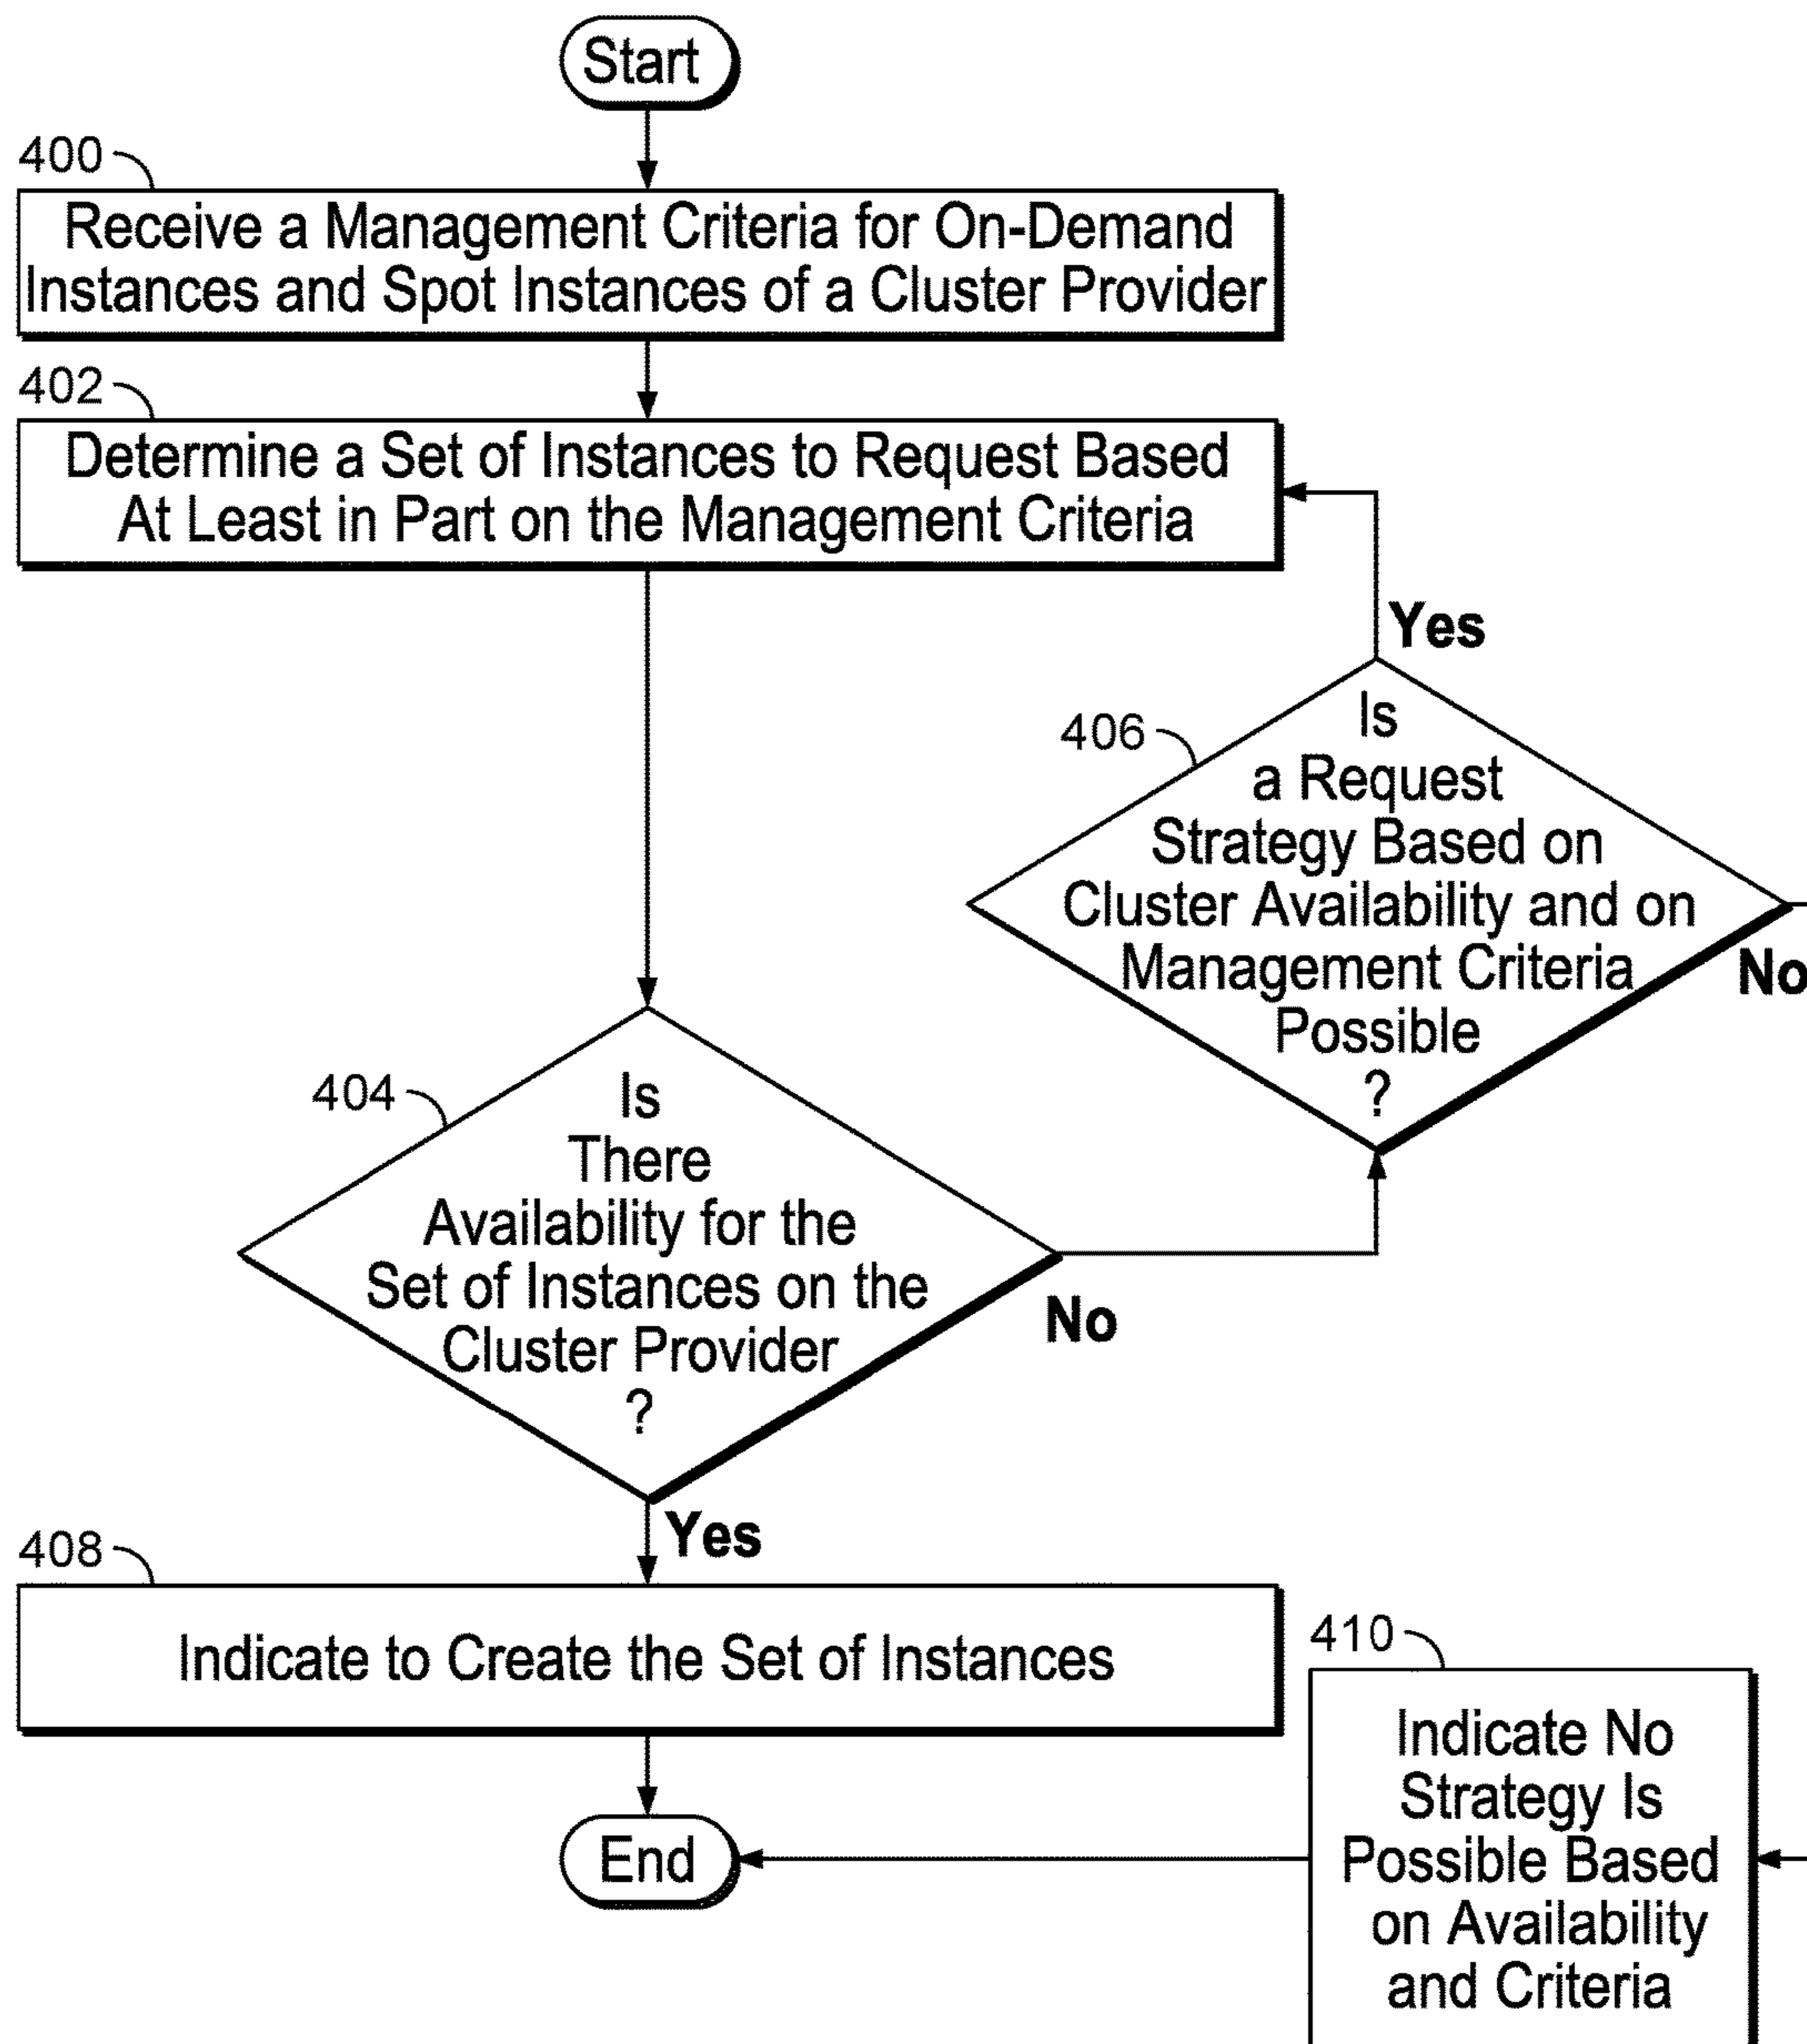 Start
400
Receive a Management Criteria for On-Demand
Instances and Spot Instances of a Cluster Provider
402
Determine a Set of Instances to Request Based
At Least in Part on the Management Criteria
Yes
406
Is
a Request
Strategy Based on
Cluster Availability and on
Management Criteria
Possible
?
No
404
Is
There
Availability for the
Set of Instances on the
Cluster Provider
?
No
Yes
408
Indicate to Create the Set of Instances
410
Indicate No
Strategy Is
Possible Based
on Availability
and Criteria
End